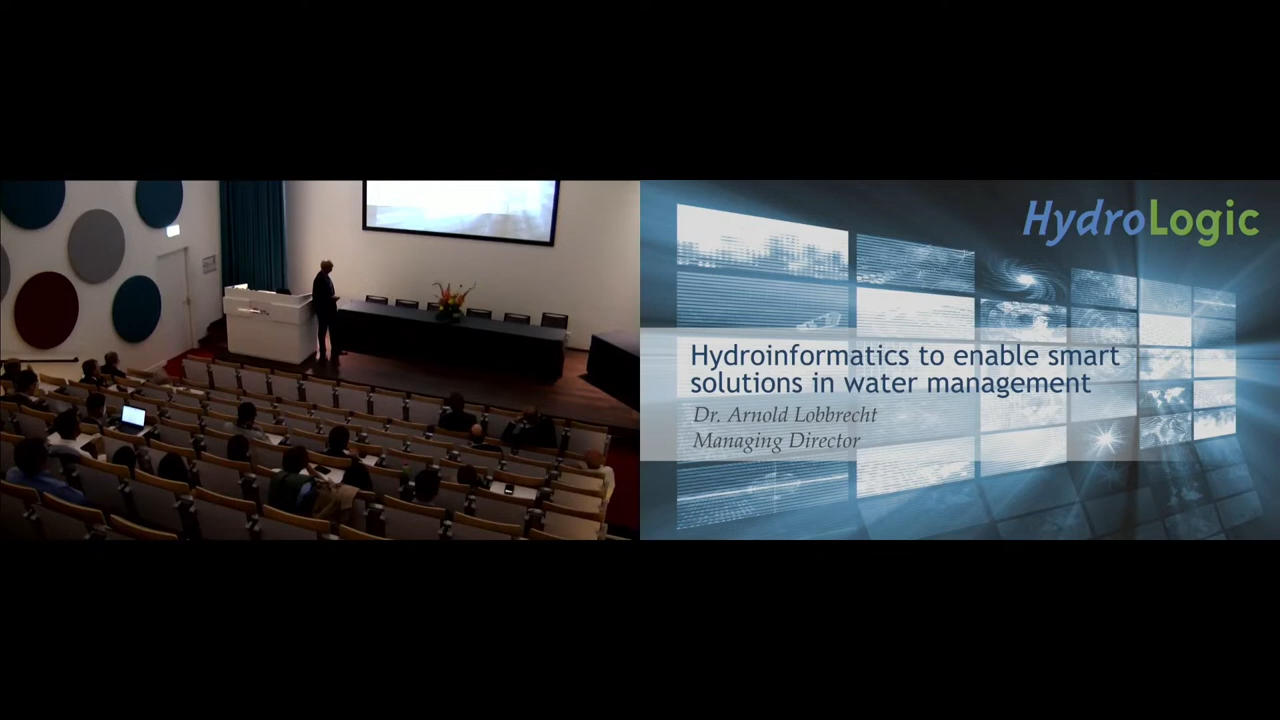 HydroLogic
Hydroinformatics to enable smart
solutions in water management
Dr. Arnold Lobbrecht
Managing Director